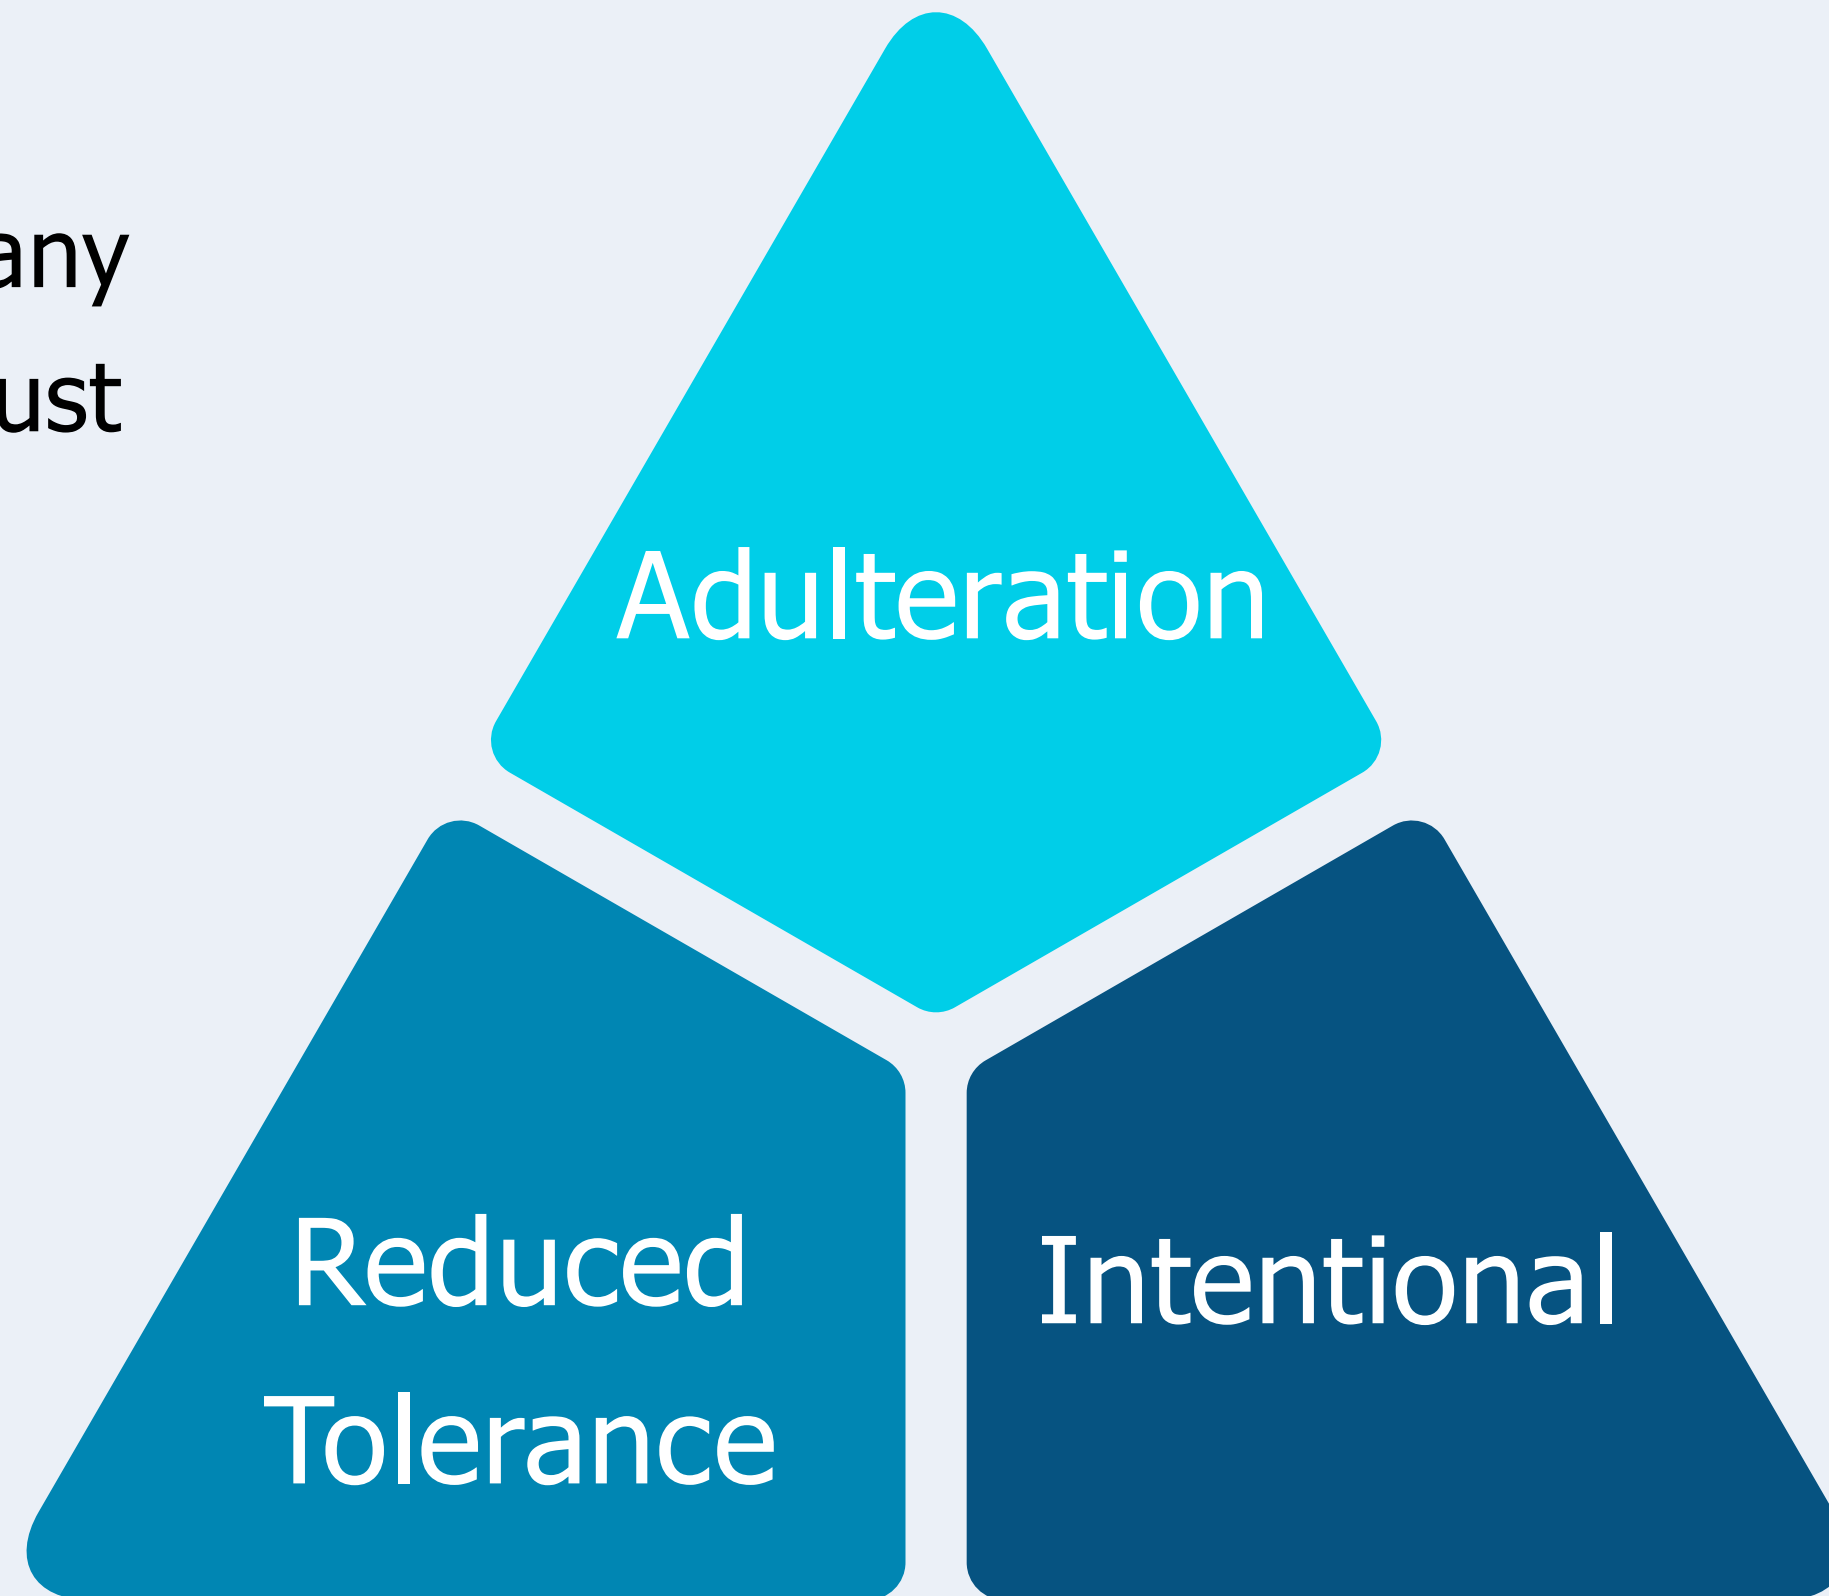 any
ust
Adulteration
Reduced
Tolerance
Intentional